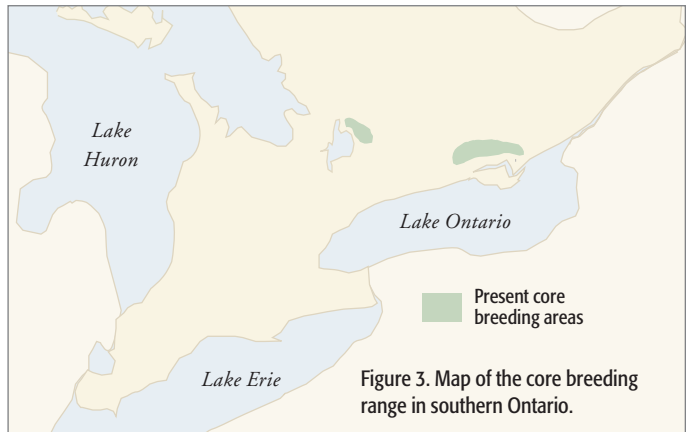 Lake
Huron
Lake Ontario
Present core
breeding areas
Lake Erie
Figure 3. Map of the core breeding
range in southern Ontario.